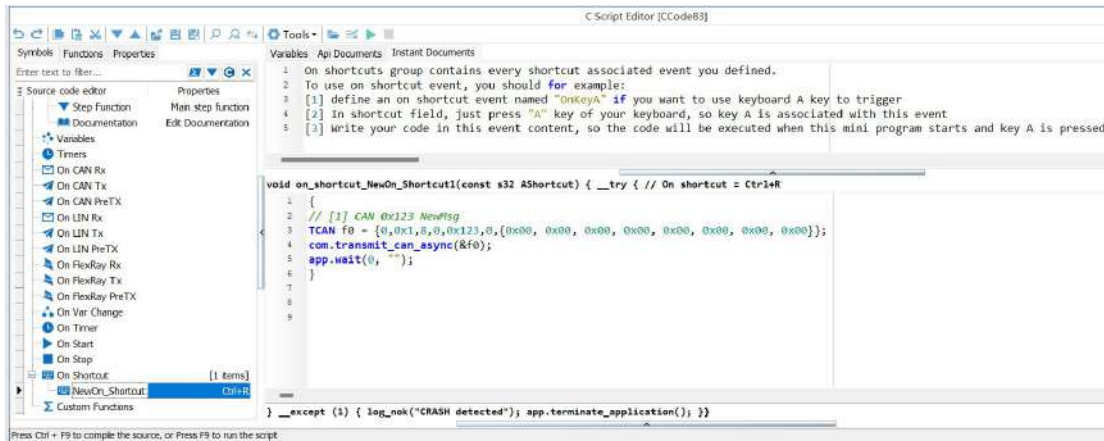 C Script Editor [CCode83]
Tools
Symbols Functions Properties
Enter text to filter...
Source code editor Properties
Step Function Main step function
Documentation Edit Documentation
Variables
Timers
On CAN Rx
On CAN Tx
On CAN PreTX
On LIN Rx
On LIN Tx
On LIN PreTX
On FlexRay Rx
On FlexRay Tx
On FlexRay PreTX
On Var Change
On Timer
On Start
On Stop
On Shortcut [1 items]
NewOn_Shortcut Ctrl+R
Custom Functions
Variables Api Documents Instant Documents
1 On shortcuts group contains every shortcut associated event you defined.
2 To use on shortcut event, you should for example:
3 [1] define an on shortcut event named "OnKeyA" if you want to use keyboard A key to trigger
4 [2] In shortcut field, just press "A" key of your keyboard, so key A is associated with this event
5 [3] Write your code in this event content, so the code will be executed when this mini program starts and key A is pressed
void on_shortcut_NewOn_Shortcut1(const s32 AShortcut) { __try { // On shortcut = Ctrl+R
1 {
2 // [1] CAN 0x123 NewMsg
3 TCAN f0 = {0,0x1,8,0,0x123,0,{0x00, 0x00, 0x00, 0x00, 0x00, 0x00, 0x00, 0x00}};
4 com.transmit_can_async(&f0);
5 app.wait(0, "");
6 }
7
8
9
} __except (1) { log_nok("CRASH detected"); app.terminate_application(); }}
Press Ctrl + F9 to compile the source, or Press F9 to run the script